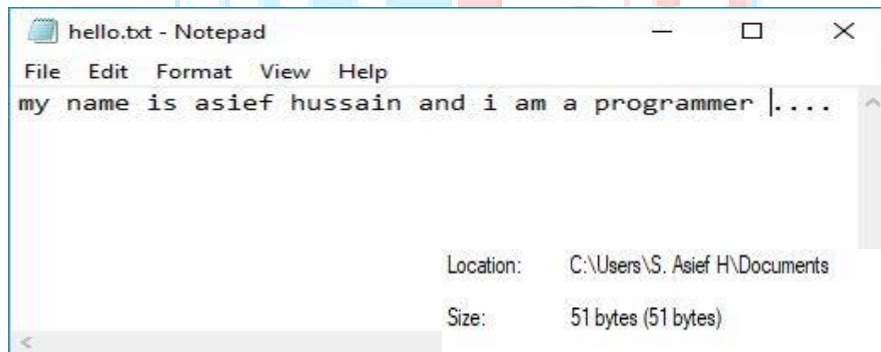 hello.txt - Notepad
File Edit Format View Help
my name is asief hussain and i am a programmer ....
Location: C:\Users\S. Asief H\Documents
Size: 51 bytes (51 bytes)